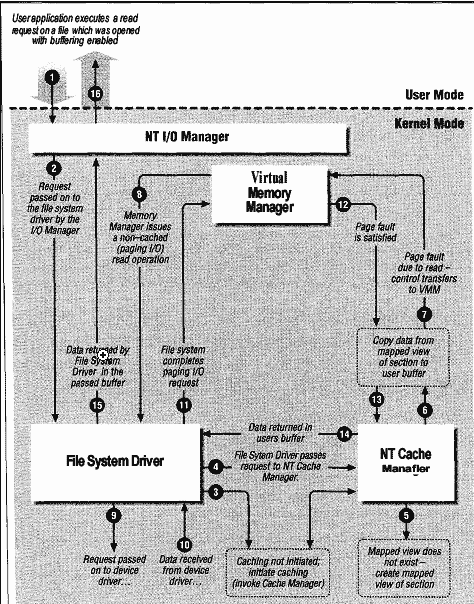 User application executes a read
request on a file which was opened
with buffering enabled
1
16
User Mode
Kernel Mode
NT I/O Manager
2
Request
passed on to
the file system
driver by the
I/O Manager
8
Memory
Manager issues
a non-cached
(paging I/O)
read operation
Virtual
Memory
Manager
12
Page fault
is satisfied
Page fault
due to read -
control transfers
to VMM
7
Data returned by
File System
Driver in the
passed buffer
15
File system
completes
paging I/O
request
11
Copy data from
mapped view
of section to
user buffer
13
6
File System Driver
Data returned in
users buffer
14
File Sytem Driver passes
4
request to NT Cache
Manager.
3
NT Cache
Manafler
9
10
5
Request passed
on to device
driver...
Data received
from device
driver...
Caching not initiated;
initiate caching
(invoke Cache Manager)
Mapped view does
not exist -
create mapped
view of section